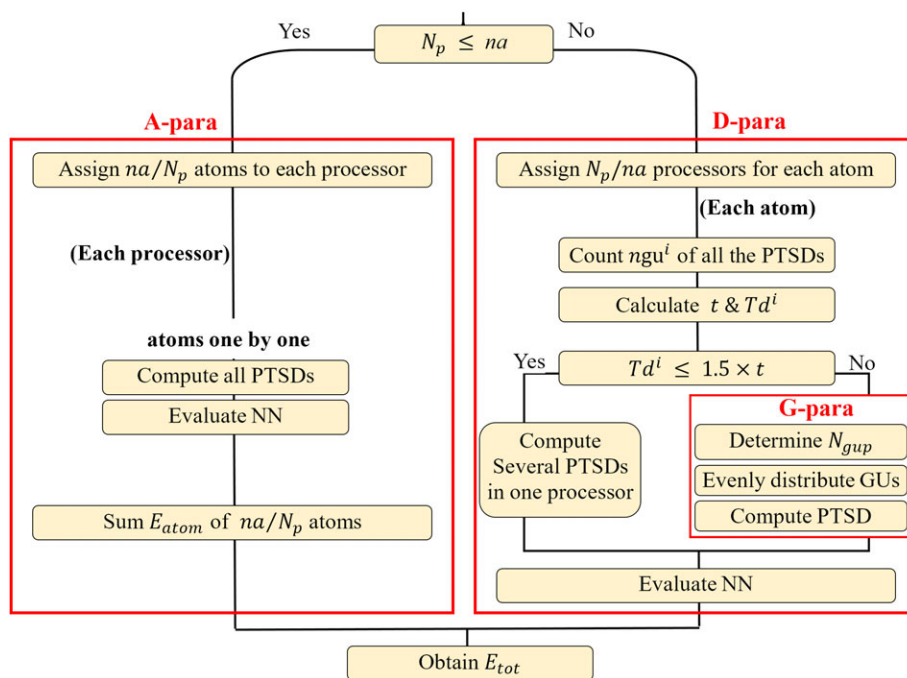 Yes
N_p ≤ na
No
A-para
Assign na/N_p atoms to each processor
(Each processor)
atoms one by one
Compute all PTSDs
Evaluate NN
Sum E_atom of na/N_p atoms
D-para
Assign N_p/na processors for each atom
(Each atom)
Count ngu^i of all the PTSDs
Calculate t & Td^i
Yes
Td^i ≤ 1.5 × t
No
Compute
Several PTSDs
in one processor
G-para
Determine N_gup
Evenly distribute GUs
Compute PTSD
Evaluate NN
Obtain E_tot